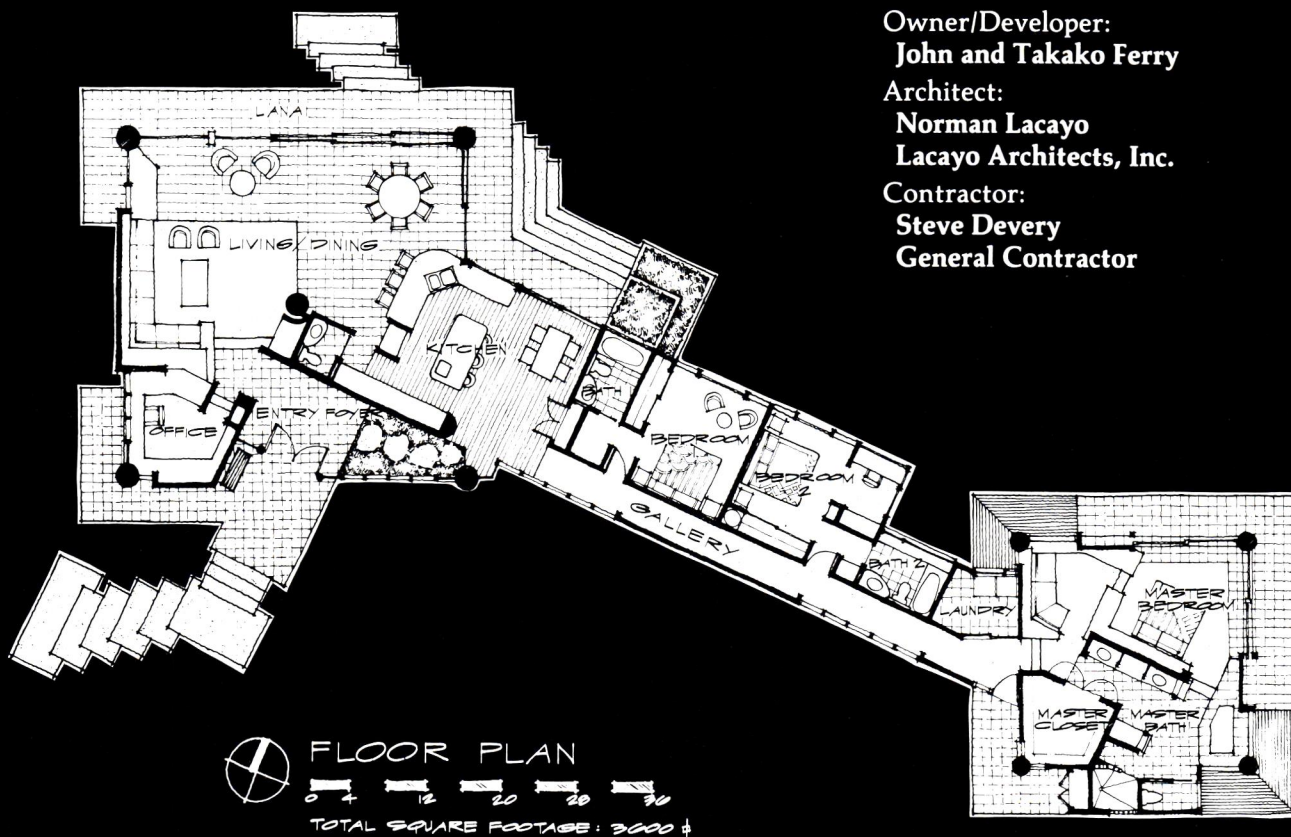 Owner/Developer:
John and Takako Ferry
Architect:
Norman Lacayo
Lacayo Architects, Inc.
Contractor:
Steve Devery
General Contractor
LANAI
LIVING/DINING
KITCHEN
BATH
ENTRY FOYER
OFFICE
BEDROOM
BEDROOM
2
GALLERY
BATH 2
LAUNDRY
MASTER
BEDROOM
MASTER
CLOSET
MASTER
BATH
FLOOR PLAN
0 4 12 20 28 36
TOTAL SQUARE FOOTAGE: 3600